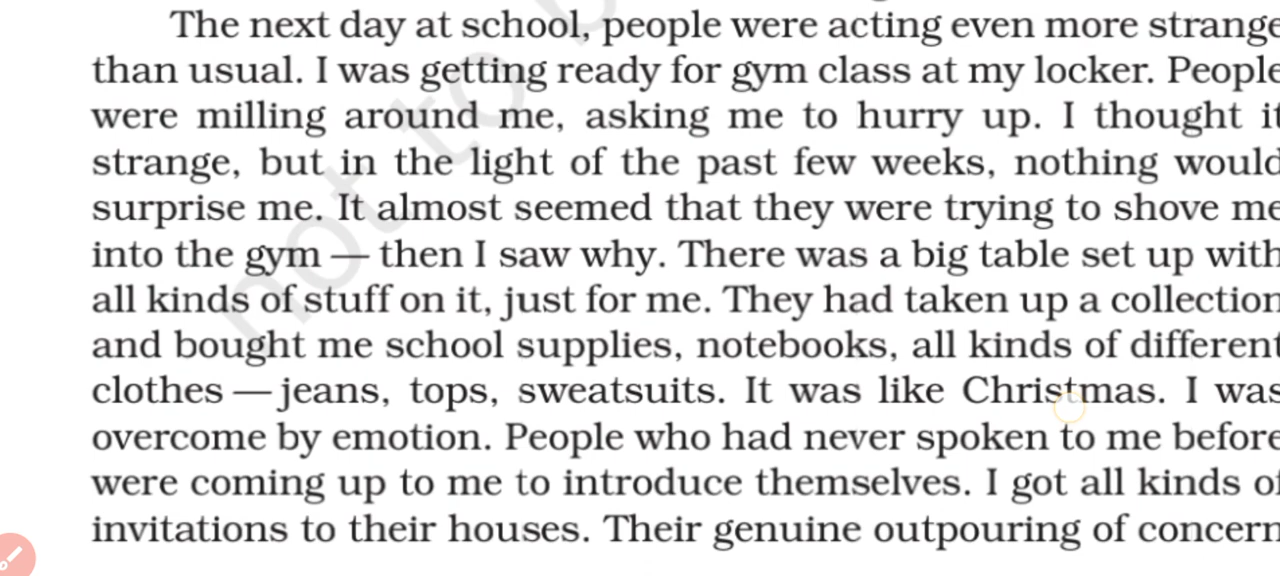 The next day at school, people were acting even more strange
than usual. I was getting ready for gym class at my locker. People
were milling around me, asking me to hurry up. I thought it
strange, but in the light of the past few weeks, nothing would
surprise me. It almost seemed that they were trying to shove me
into the gym — then I saw why. There was a big table set up with
all kinds of stuff on it, just for me. They had taken up a collection
and bought me school supplies, notebooks, all kinds of different
clothes — jeans, tops, sweatsuits. It was like Christmas. I was
overcome by emotion. People who had never spoken to me before
were coming up to me to introduce themselves. I got all kinds of
invitations to their houses. Their genuine outpouring of concern
not to b